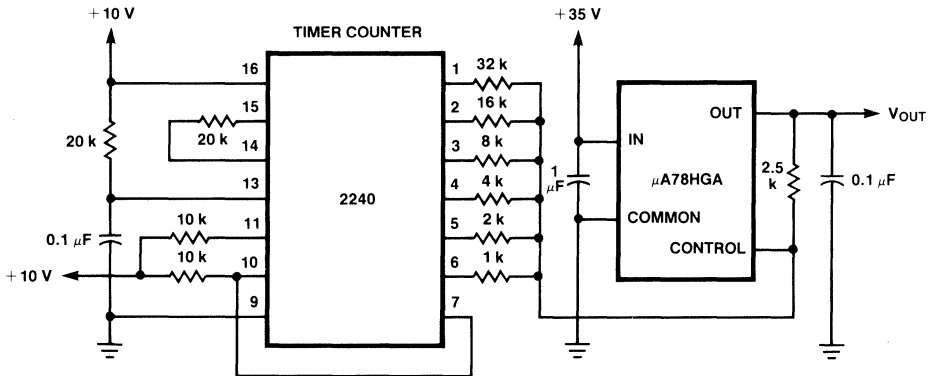 +10 V
TIMER COUNTER
+35 V
16
1
32 k
15
2
16 k
OUT
VOUT
20 k
20 k
14
3
8 k
IN
1 µF
µA78HGA
2.5 k
0.1 µF
13
4
4 k
2240
COMMON
0.1 µF
10 k
11
5
2 k
CONTROL
+10 V
10 k
10
6
1 k
9
7